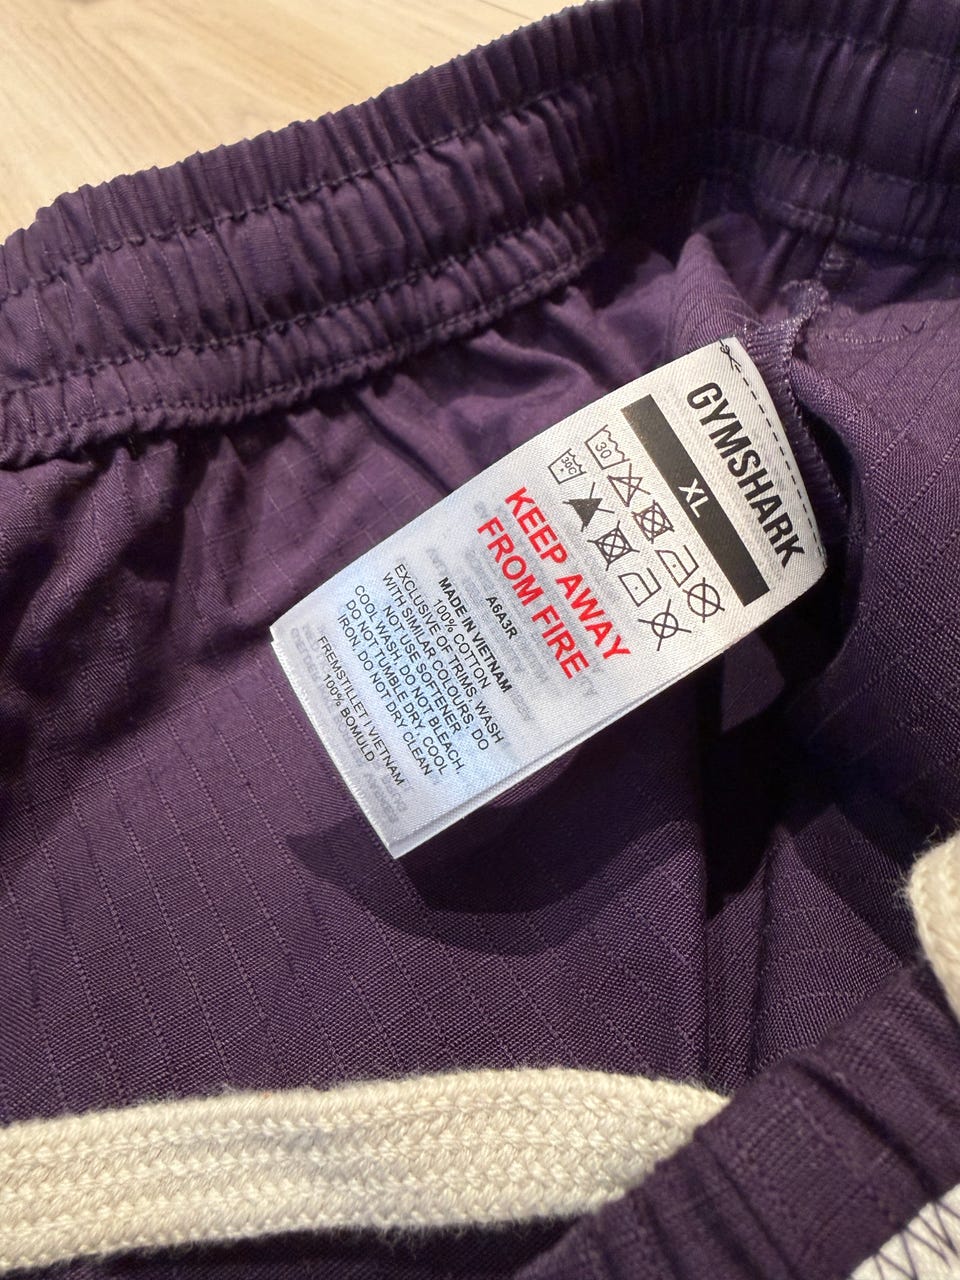 GYMSHARK
XL
30
30C
KEEP AWAY
FROM FIRE
A6A3R
MADE IN VIETNAM
100% COTTON
EXCLUSIVE OF TRIMS, WASH
WITH SIMILAR COLOURS, DO
NOT USE SOFTENER
COOL WASH, DO NOT BLEACH,
DO NOT TUMBLE DRY, COOL
IRON, DO NOT DRY CLEAN
FREMSTILLET I VIETNAM
100% BOMULD